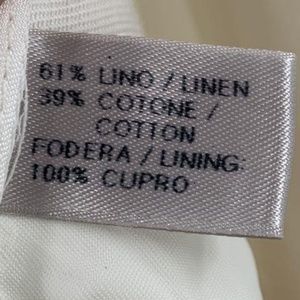 61% LINO / LINEN
39% COTONE /
COTTON
FODERA / LINING:
100% CUPRO